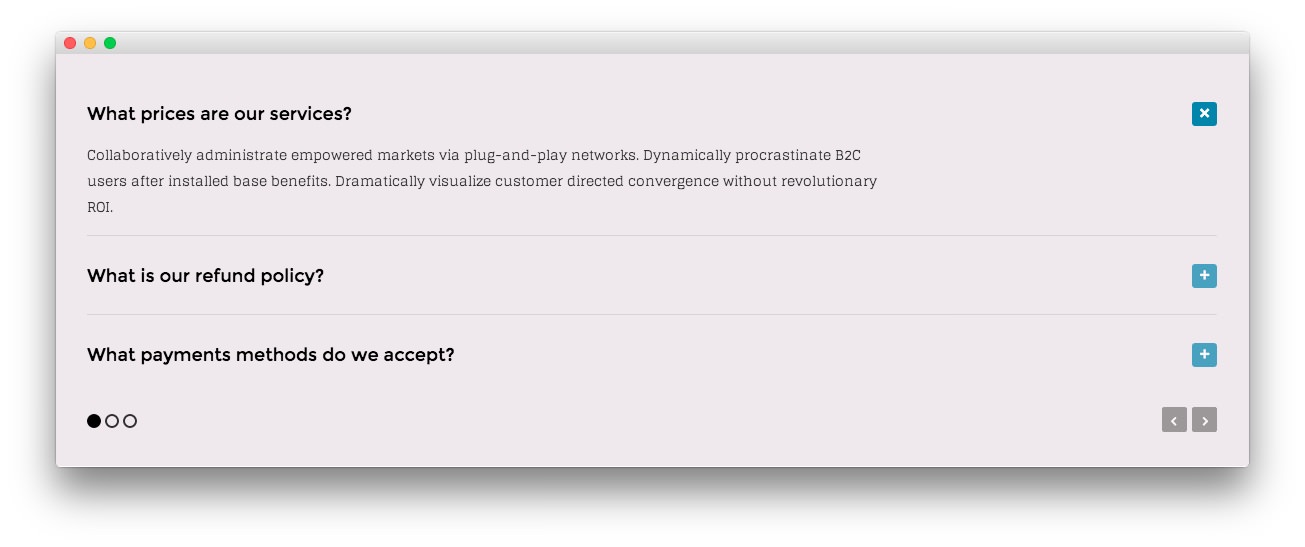 What prices are our services?
Collaboratively administrate empowered markets via plug-and-play networks. Dynamically procrastinate B2C
users after installed base benefits. Dramatically visualize customer directed convergence without revolutionary
ROI.
What is our refund policy?
What payments methods do we accept?